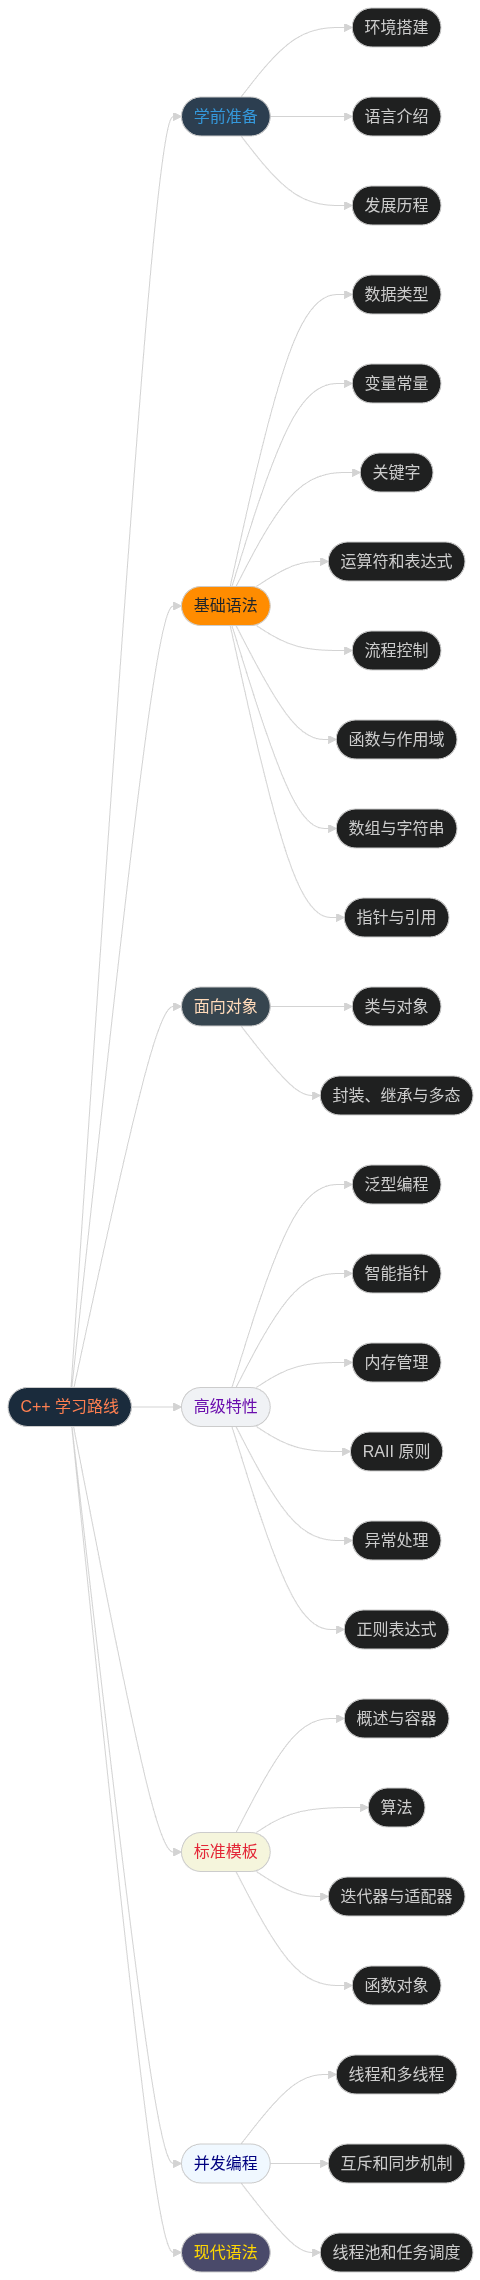 C++ 学习路线
学前准备
环境搭建
语言介绍
发展历程
基础语法
数据类型
变量常量
关键字
运算符和表达式
流程控制
函数与作用域
数组与字符串
指针与引用
面向对象
类与对象
封装、继承与多态
高级特性
泛型编程
智能指针
内存管理
RAII 原则
异常处理
正则表达式
标准模板
概述与容器
算法
迭代器与适配器
函数对象
并发编程
线程和多线程
互斥和同步机制
线程池和任务调度
现代语法